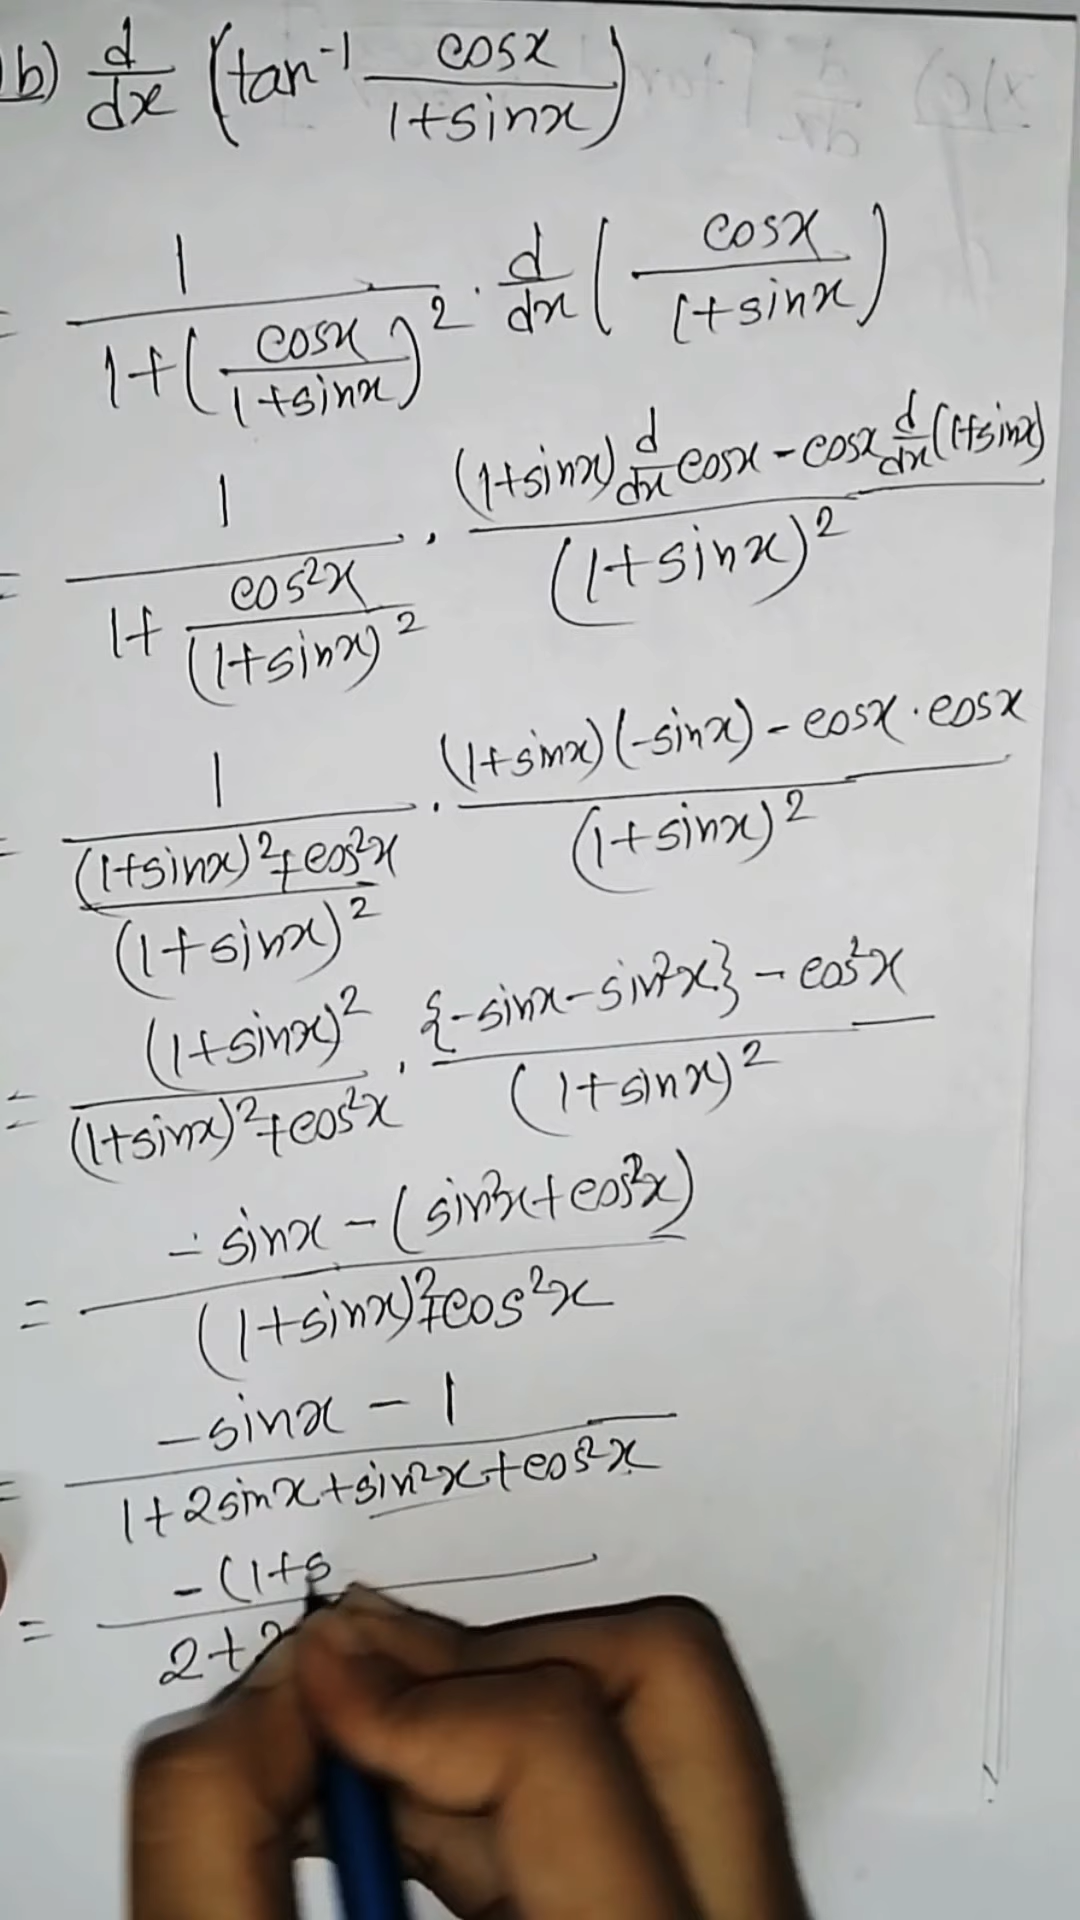 b) d/dx (tan⁻¹ cosx/(1+sinx))
= 1/(1+(cosx/(1+sinx))²) · d/dx (cosx/(1+sinx))
= 1/(1+cos²x/(1+sinx)²) · ((1+sinx) d/dx cosx - cosx d/dx (1+sinx))/(1+sinx)²
= 1/(((1+sinx)²+cos²x)/(1+sinx)²) · ((1+sinx)(-sinx) - cosx · cosx)/(1+sinx)²
= (1+sinx)²/((1+sinx)²+cos²x) · ({-sinx-sin²x} - cos²x)/(1+sinx)²
= (-sinx - (sin²x+cos²x))/((1+sinx)²+cos²x)
= (-sinx - 1)/(1+2sinx+sin²x+cos²x)
= -(1+s/2+2